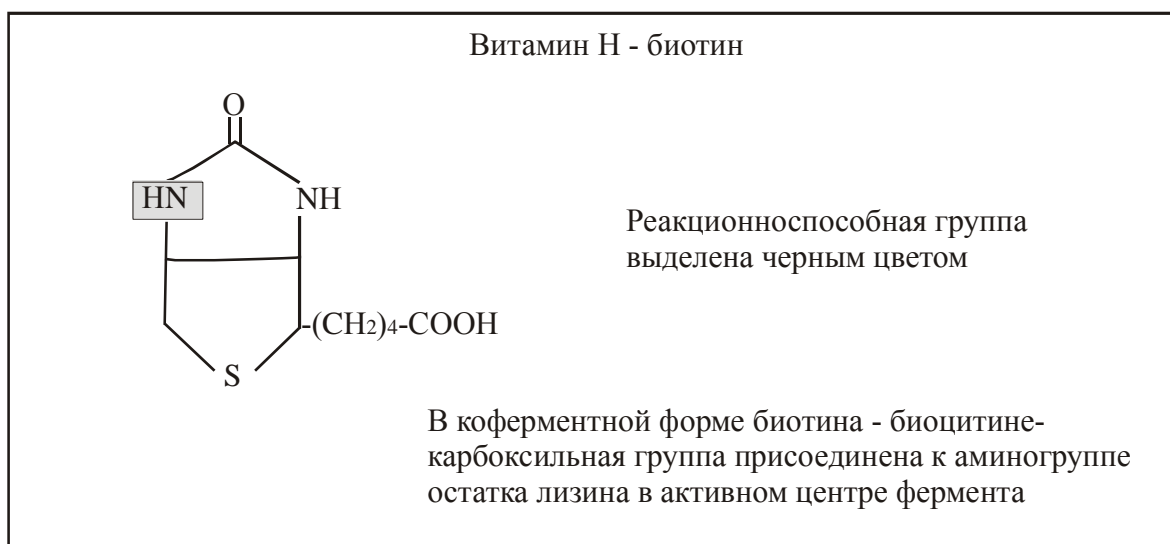 Витамин Н - биотин
O
HN
NH
Реакционноспособная группа
выделена черным цветом
-(CH2)4-COOH
S
В коферментной форме биотина - биоцитине-
карбоксильная группа присоединена к аминогруппе
остатка лизина в активном центре фермента